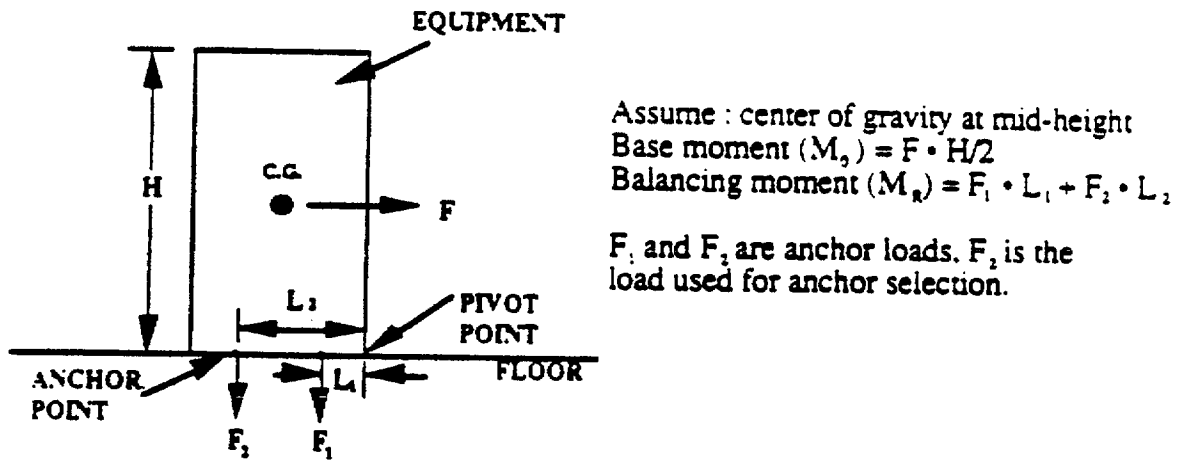 EQUIPMENT
H
C.G.
F
L₂
PIVOT
POINT
ANCHOR
POINT
L₁
FLOOR
F₂
F₁
Assume : center of gravity at mid-height
Base moment (M₀) = F • H/2
Balancing moment (M_R) = F₁ • L₁ + F₂ • L₂
F₁ and F₂ are anchor loads. F₂ is the
load used for anchor selection.